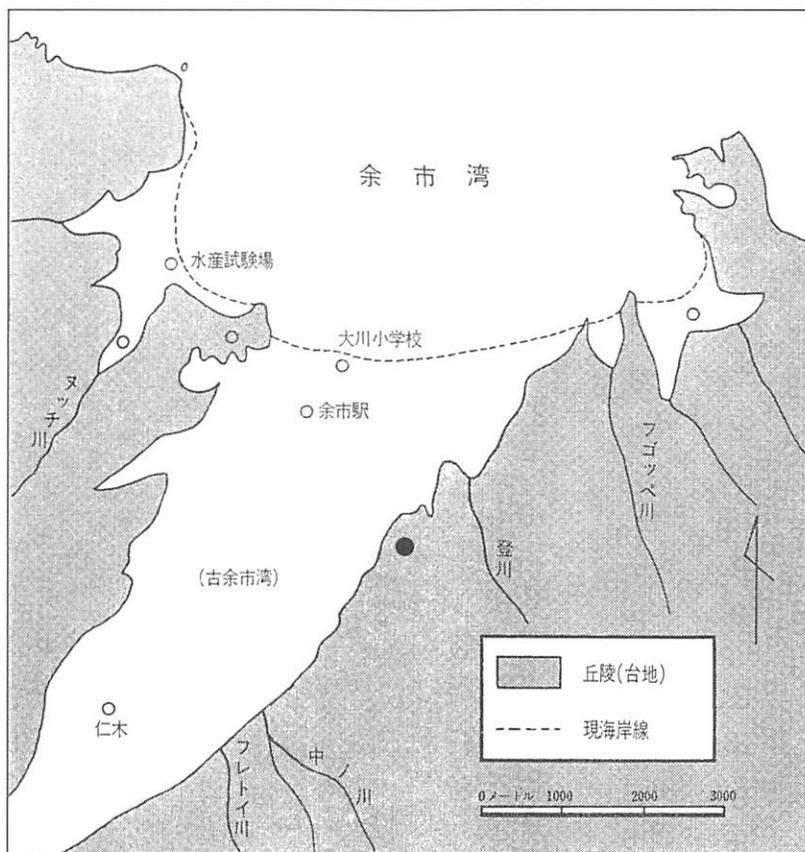 余市湾
水産試験場
大川小学校
余市駅
ヌッチ川
フゴッペ川
登川
(古余市湾)
仁木
フレトイ川
中ノ川
丘陵(台地)
現海岸線
0メートル 1000 2000 3000